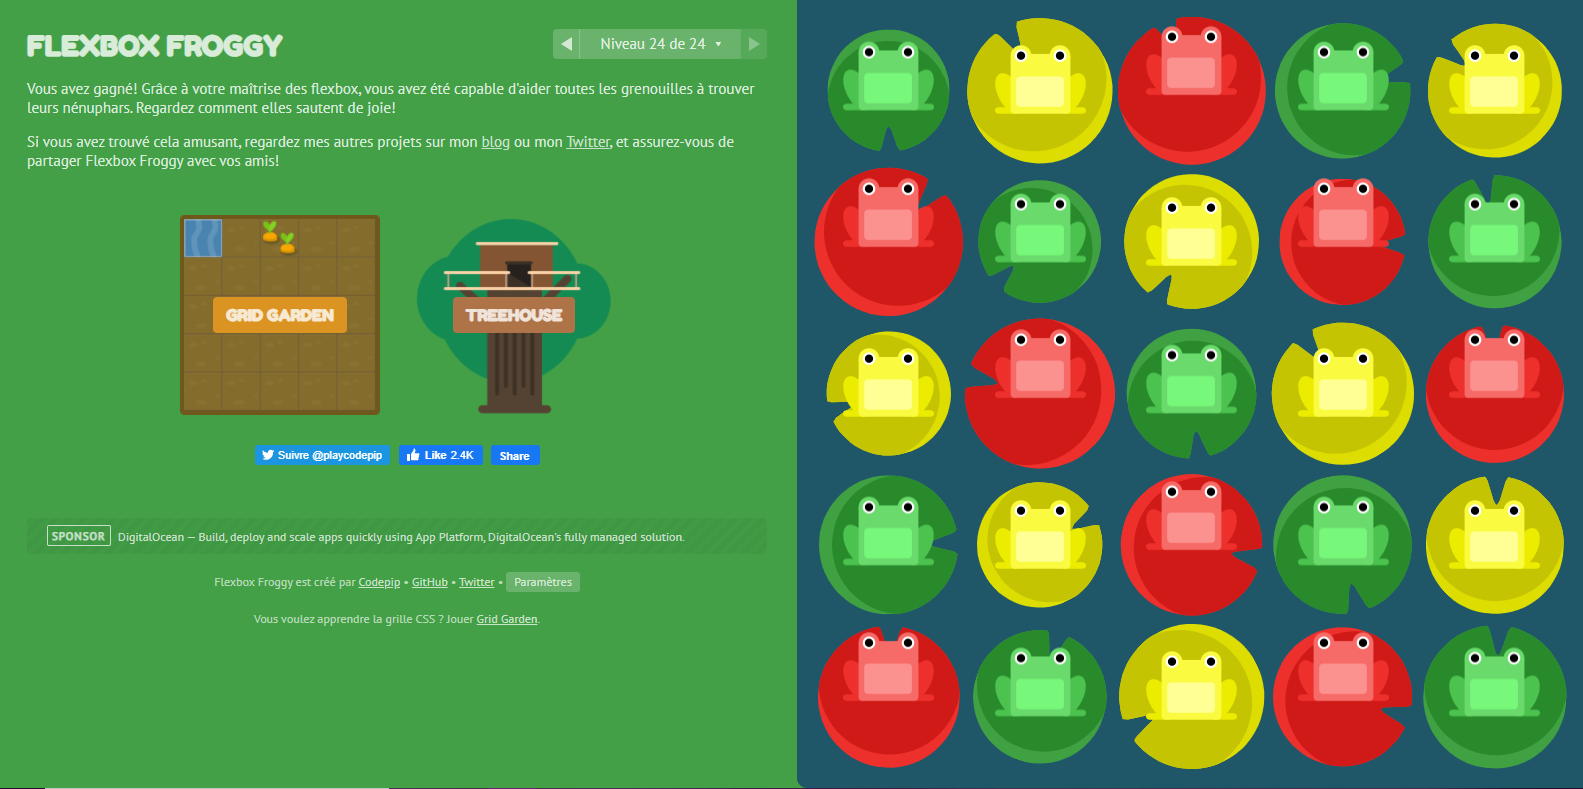 FLEXBOX FROGGY
Niveau 24 de 24
Vous avez gagné! Grâce à votre maîtrise des flexbox, vous avez été capable d'aider toutes les grenouilles à trouver
leurs nénuphars. Regardez comment elles sautent de joie!
Si vous avez trouvé cela amusant, regardez mes autres projets sur mon blog ou mon Twitter, et assurez-vous de
partager Flexbox Froggy avec vos amis!
GRID GARDEN
TREEHOUSE
Suivre @playcodepip
Like 2.4K
Share
SPONSOR DigitalOcean — Build, deploy and scale apps quickly using App Platform, DigitalOcean's fully managed solution.
Flexbox Froggy est créé par Codepip • GitHub • Twitter • Paramètres
Vous voulez apprendre la grille CSS ? Jouer Grid Garden.